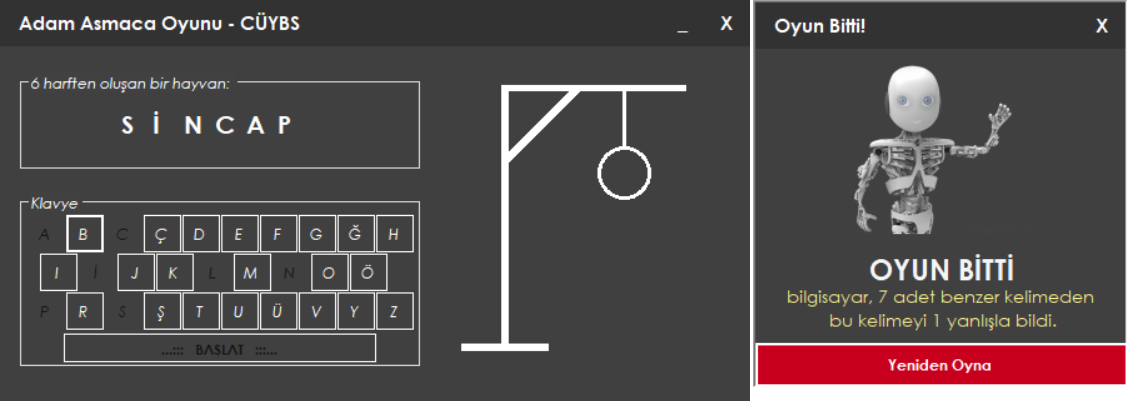 Adam Asmaca Oyunu - CÜYBS
_ X
6 harften oluşan bir hayvan:
S İ N C A P
Klavye
A B C Ç D E F G Ğ H
I İ J K L M N O Ö
P R S Ş T U Ü V Y Z
...::: BAŞLAT :::...
Oyun Bitti! X
OYUN BİTTİ
bilgisayar, 7 adet benzer kelimeden
bu kelimeyi 1 yanlışla bildi.
Yeniden Oyna